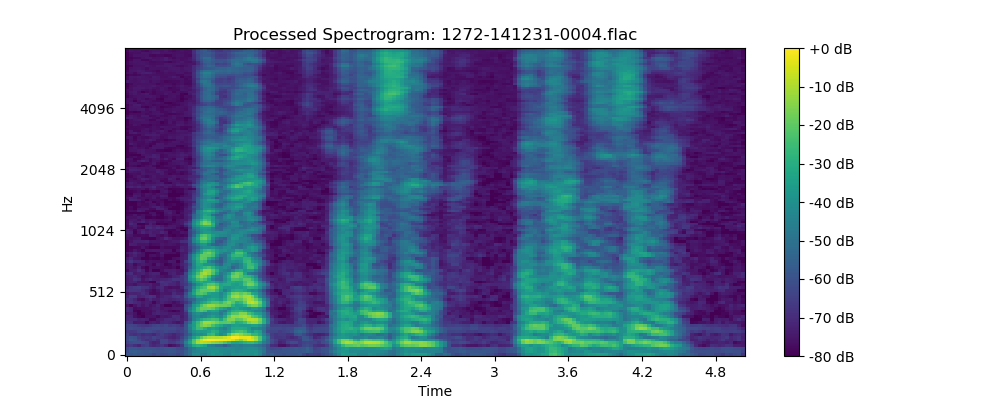 Processed Spectrogram: 1272-141231-0004.flac
+0 dB
-10 dB
4096
-20 dB
-30 dB
2048
Hz
-40 dB
1024
-50 dB
-60 dB
512
-70 dB
0
-80 dB
0 0.6 1.2 1.8 2.4 3 3.6 4.2 4.8
Time